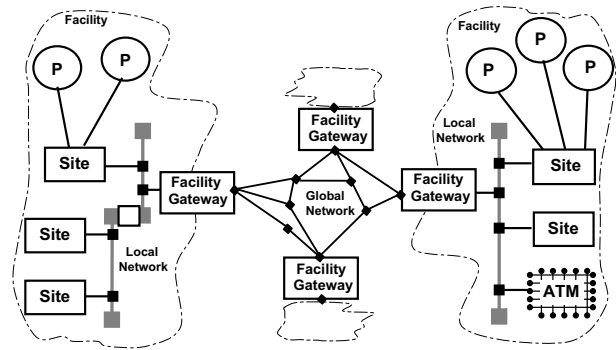 Facility
P
P
Site
Facility
Gateway
Site
Local
Network
Site
Facility
Gateway
Global
Network
Facility
Gateway
Facility
P
P
P
Local
Network
Site
Facility
Gateway
Site
ATM